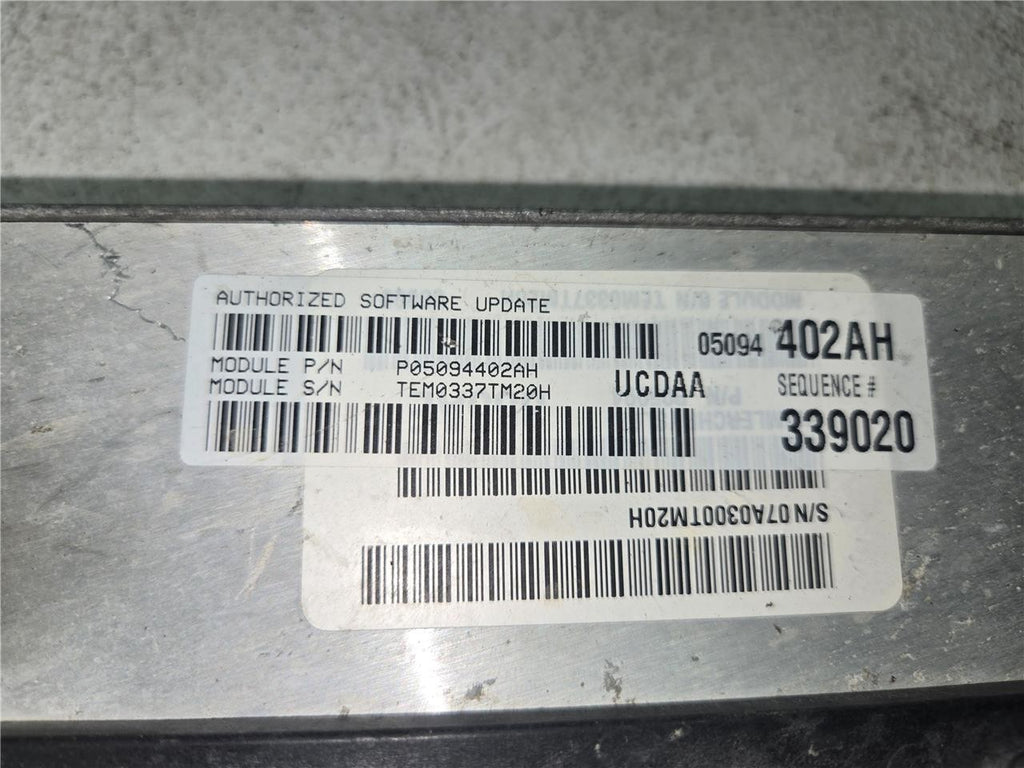 AUTHORIZED SOFTWARE UPDATE
05094 402AH
MODULE P/N P05094402AH
MODULE S/N TEM0337TM20H
UCDAA
SEQUENCE #
339020
S/N 07A0300TM20H